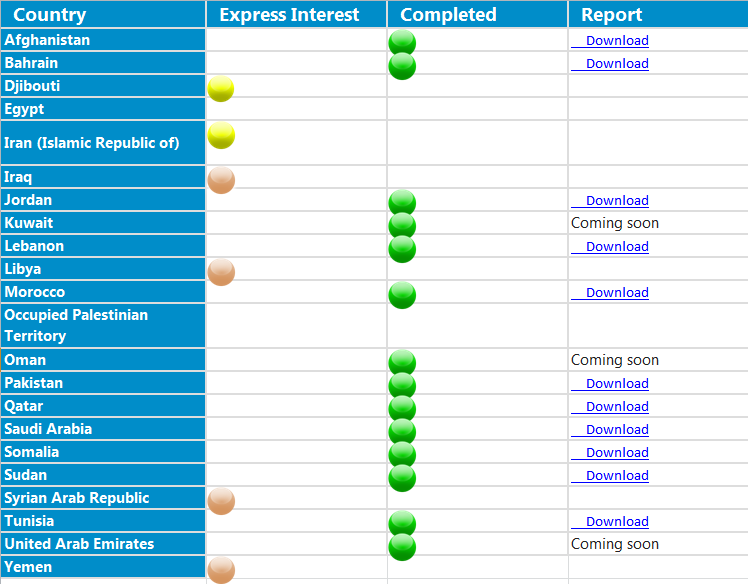 Country Express Interest Completed Report
Afghanistan Download
Bahrain Download
Djibouti
Egypt
Iran (Islamic Republic of)
Iraq
Jordan Download
Kuwait Coming soon
Lebanon Download
Libya
Morocco Download
Occupied Palestinian
Territory
Oman Coming soon
Pakistan Download
Qatar Download
Saudi Arabia Download
Somalia Download
Sudan Download
Syrian Arab Republic
Tunisia Download
United Arab Emirates Coming soon
Yemen